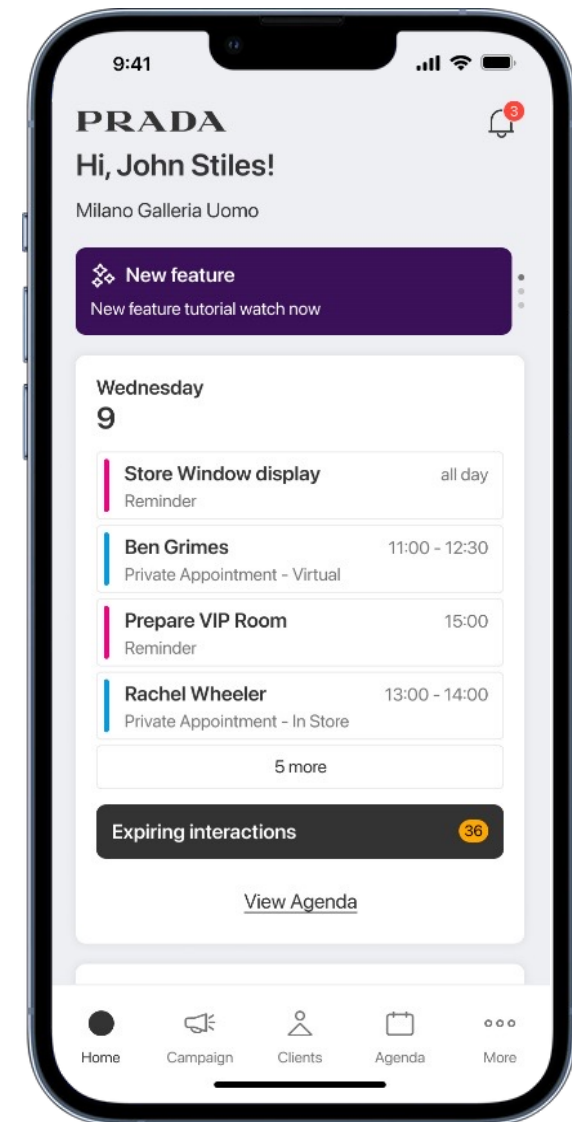 9:41
PRADA
3
Hi, John Stiles!
Milano Galleria Uomo
New feature
New feature tutorial watch now
Wednesday
9
Store Window display all day
Reminder
Ben Grimes 11:00 - 12:30
Private Appointment - Virtual
Prepare VIP Room 15:00
Reminder
Rachel Wheeler 13:00 - 14:00
Private Appointment - In Store
5 more
Expiring interactions 36
View Agenda
Home Campaign Clients Agenda More